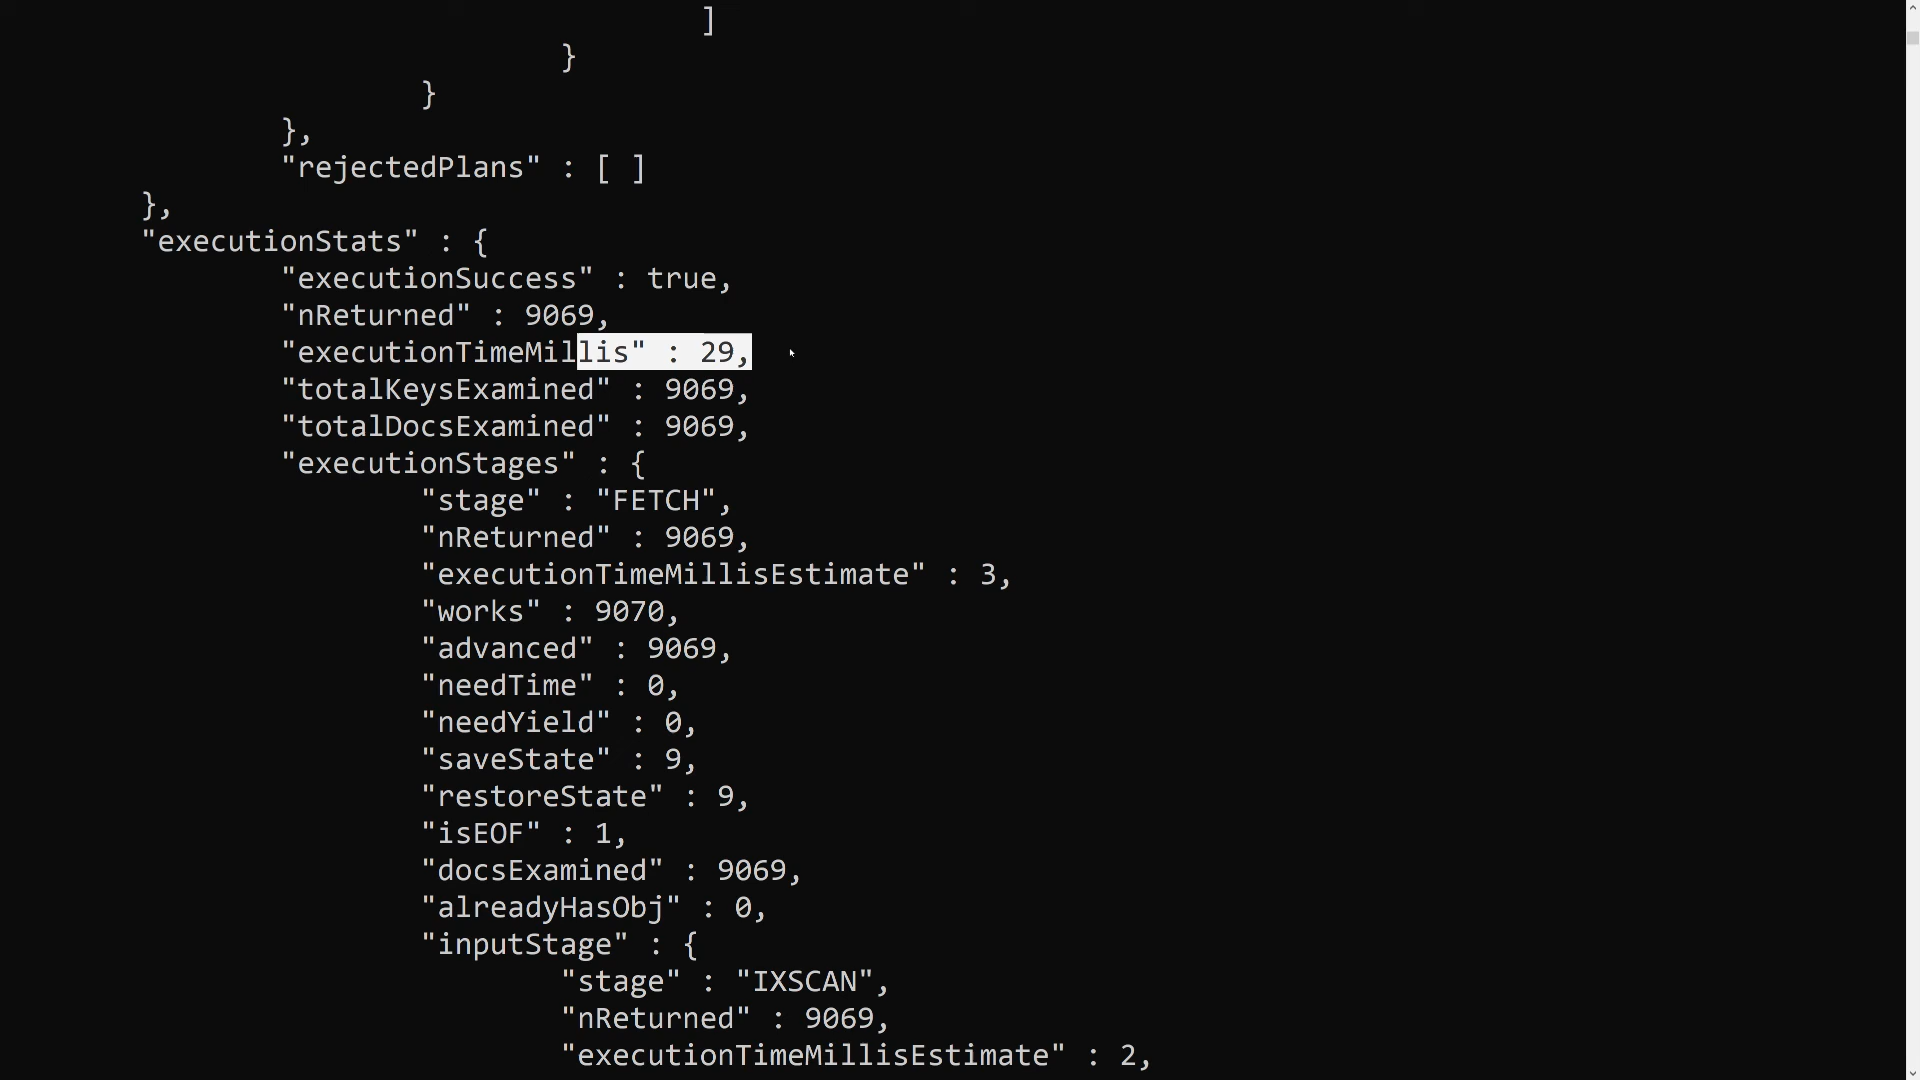 ]
}
}
},
"rejectedPlans" : [ ]
},
"executionStats" : {
"executionSuccess" : true,
"nReturned" : 9069,
"executionTimeMillis" : 29,
"totalKeysExamined" : 9069,
"totalDocsExamined" : 9069,
"executionStages" : {
"stage" : "FETCH",
"nReturned" : 9069,
"executionTimeMillisEstimate" : 3,
"works" : 9070,
"advanced" : 9069,
"needTime" : 0,
"needYield" : 0,
"saveState" : 9,
"restoreState" : 9,
"isEOF" : 1,
"docsExamined" : 9069,
"alreadyHasObj" : 0,
"inputStage" : {
"stage" : "IXSCAN",
"nReturned" : 9069,
"executionTimeMillisEstimate" : 2,